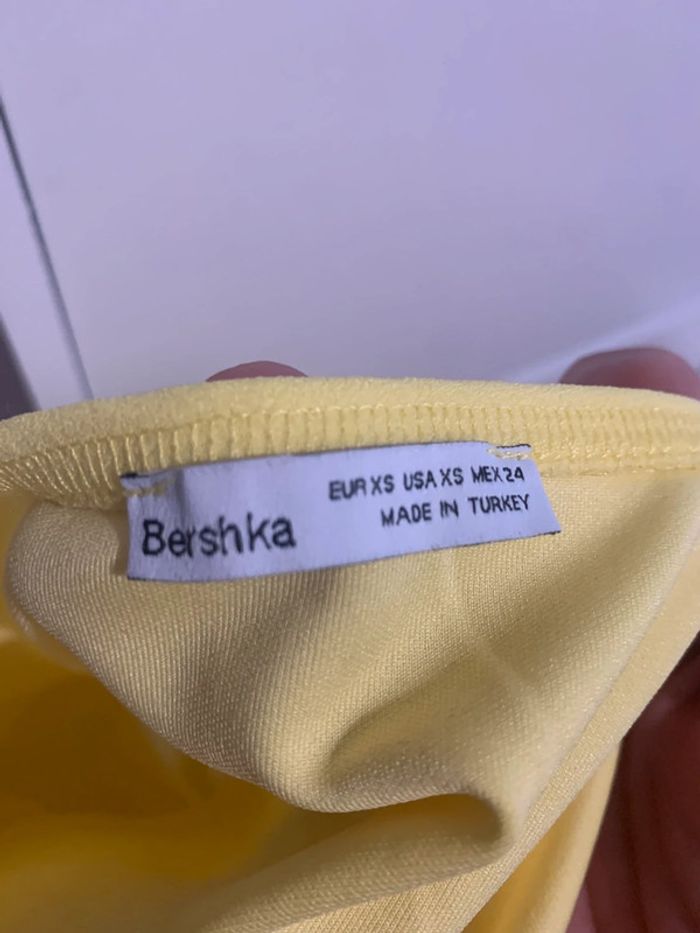 Bershka
EUR XS USA XS MEX 24
MADE IN TURKEY